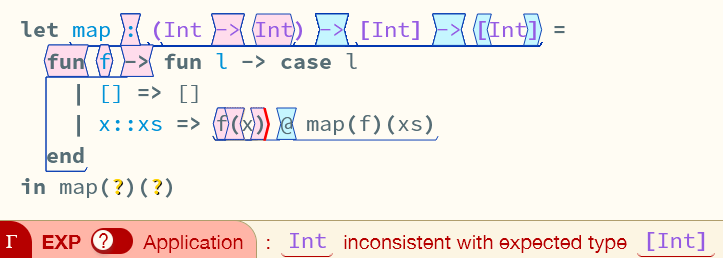 let map : (Int -> Int) -> [Int] -> [Int] =
fun f -> fun l -> case l
| [] => []
| x::xs => f(x) @ map(f)(xs)
end
in map(?)(?)
Γ EXP ? Application : Int inconsistent with expected type [Int]